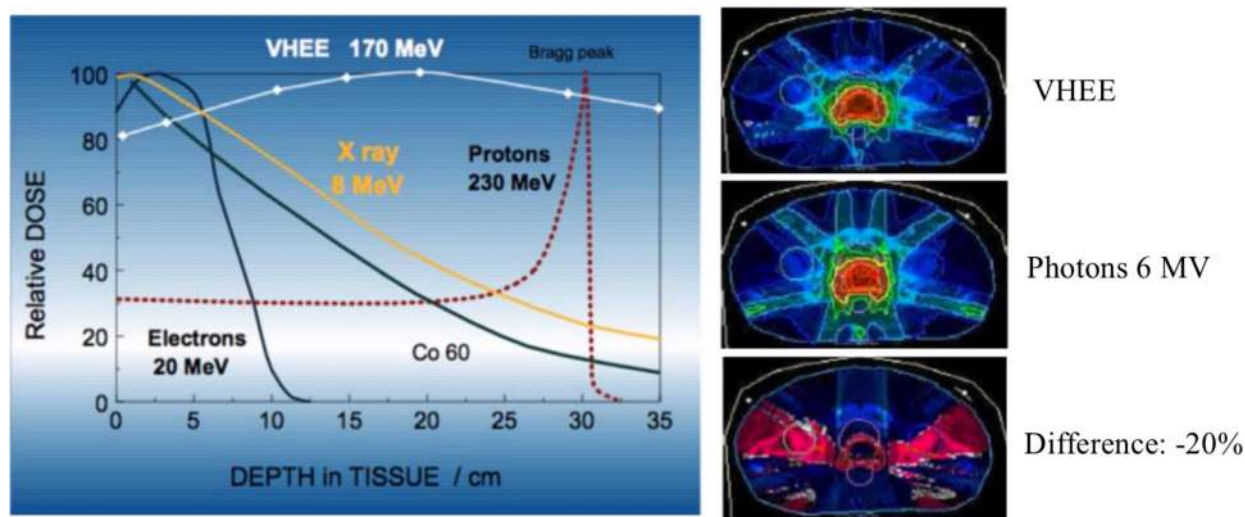 VHEE 170 MeV
Bragg peak
100
80
60
40
20
0
Relative DOSE
X ray
8 MeV
Protons
230 MeV
Electrons
20 MeV
Co 60
0 5 10 15 20 25 30 35
DEPTH in TISSUE / cm
VHEE
Photons 6 MV
Difference: -20%